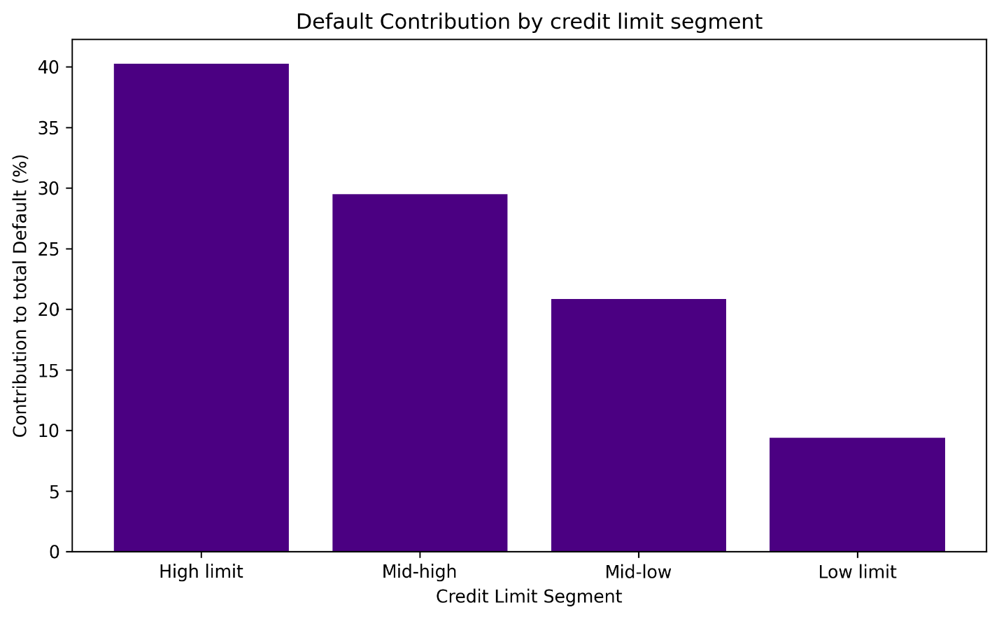 Default Contribution by credit limit segment
Contribution to total Default (%)
40
35
30
25
20
15
10
5
0
High limit
Mid-high
Mid-low
Low limit
Credit Limit Segment